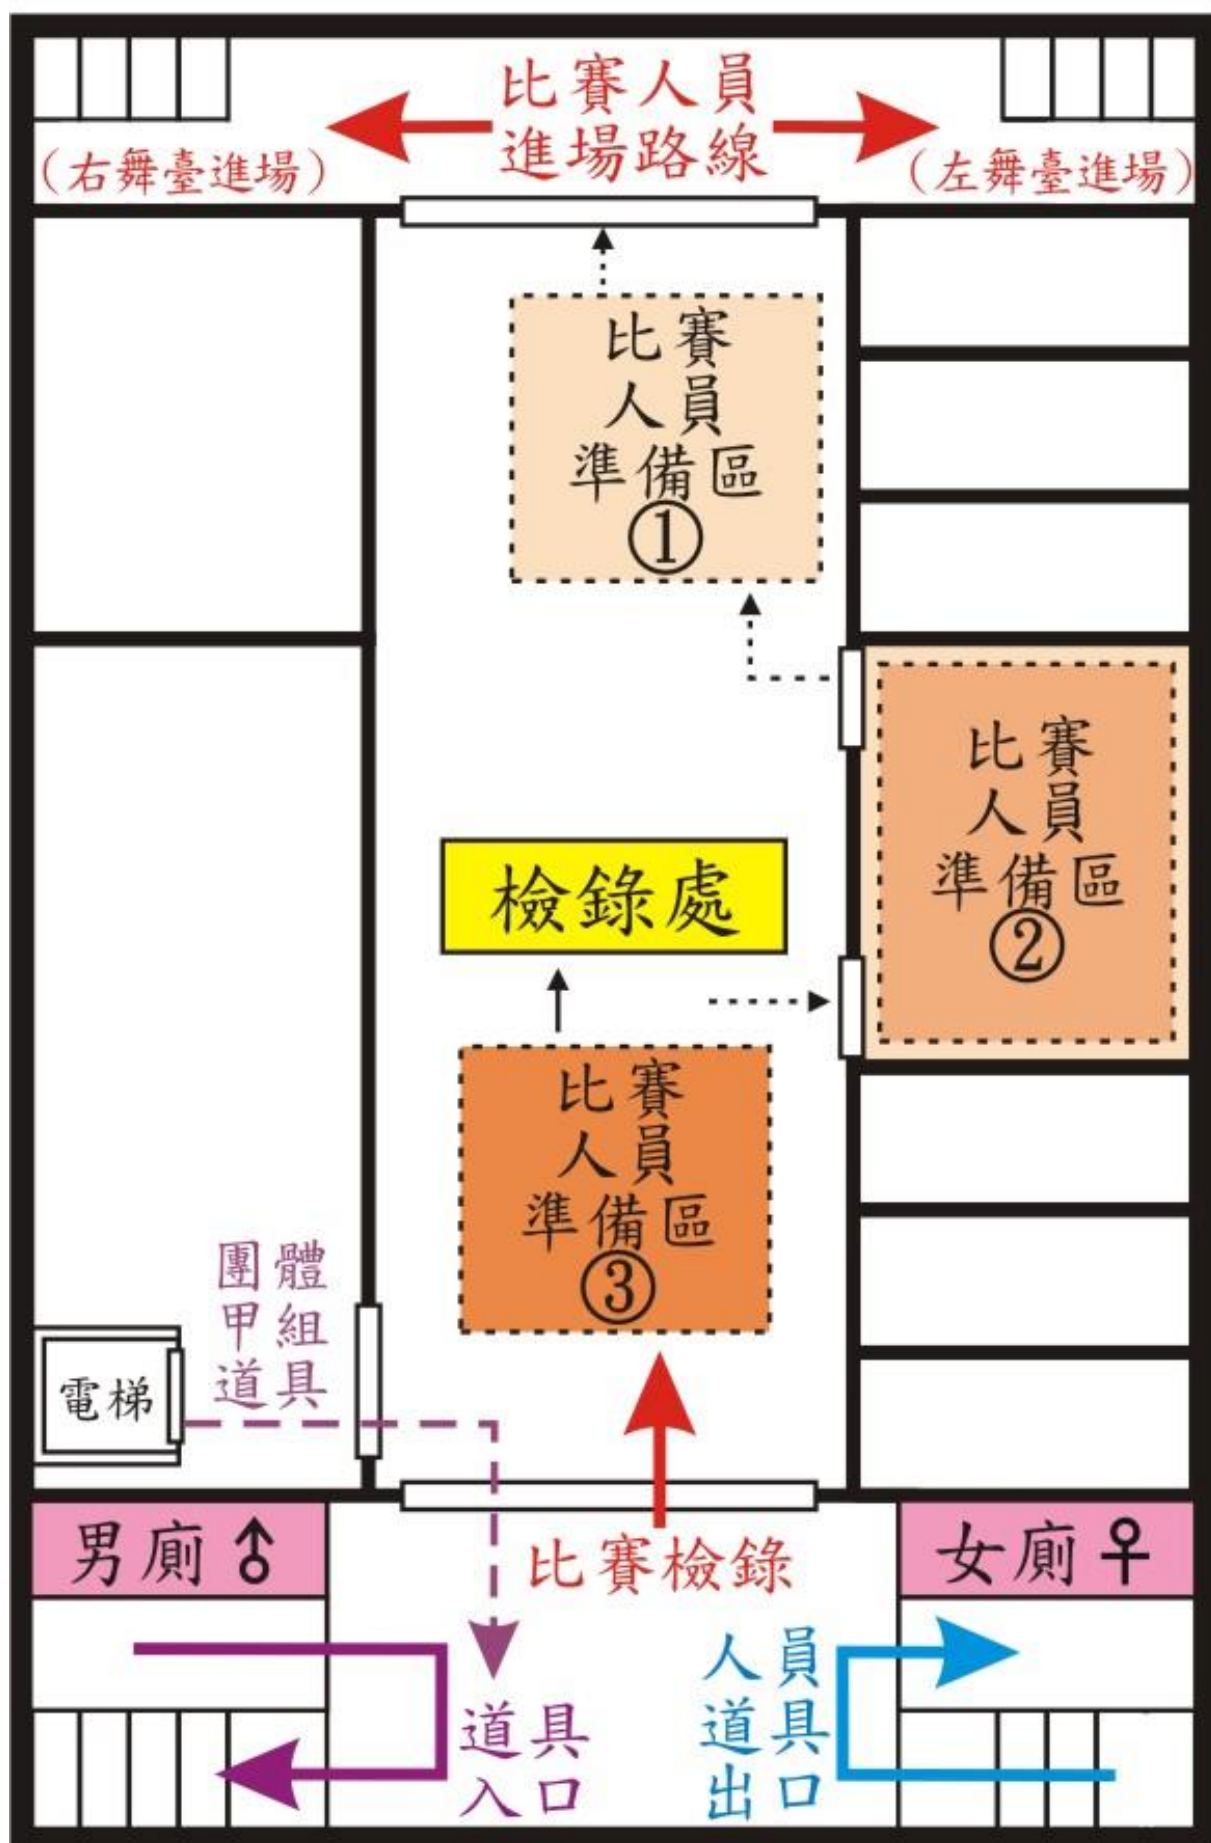 比賽人員
進場路線
(右舞臺進場)
(左舞臺進場)
比賽
人員
準備區
①
比賽
人員
準備區
②
檢錄處
比賽
人員
準備區
③
團體
甲組
道具
電梯
男廁♂
比賽檢錄
女廁♀
道具
入口
人員
道具
出口